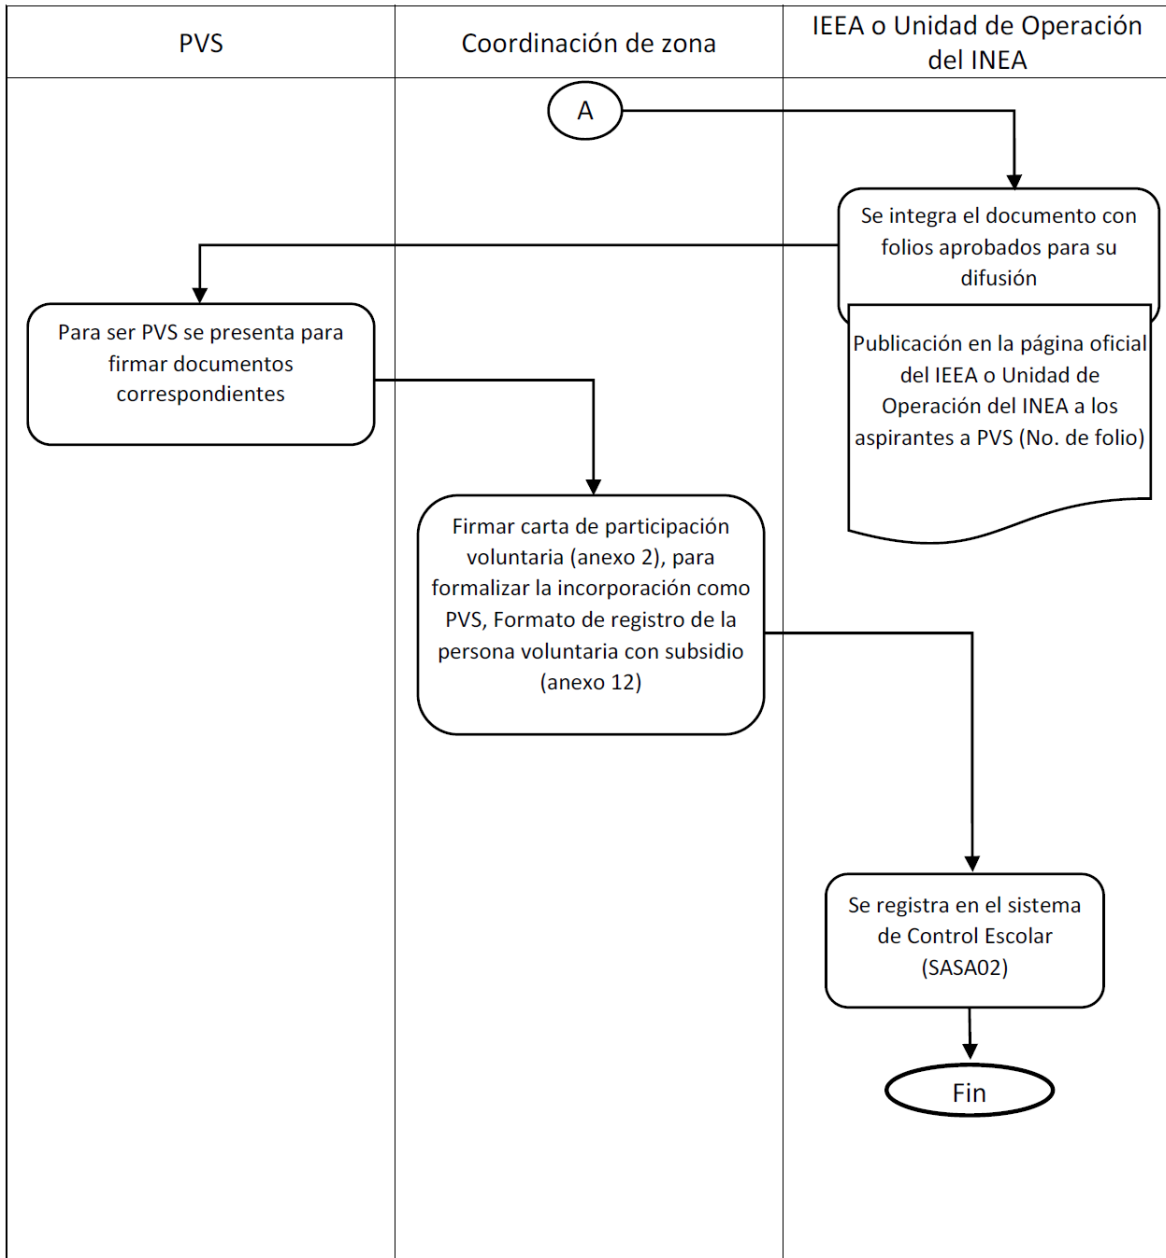 PVS
Coordinación de zona
IEEA o Unidad de Operación
del INEA
A
Se integra el documento con
folios aprobados para su
difusión
Publicación en la página oficial
del IEEA o Unidad de
Operación del INEA a los
aspirantes a PVS (No. de folio)
Para ser PVS se presenta para
firmar documentos
correspondientes
Firmar carta de participación
voluntaria (anexo 2), para
formalizar la incorporación como
PVS, Formato de registro de la
persona voluntaria con subsidio
(anexo 12)
Se registra en el sistema
de Control Escolar
(SASA02)
Fin